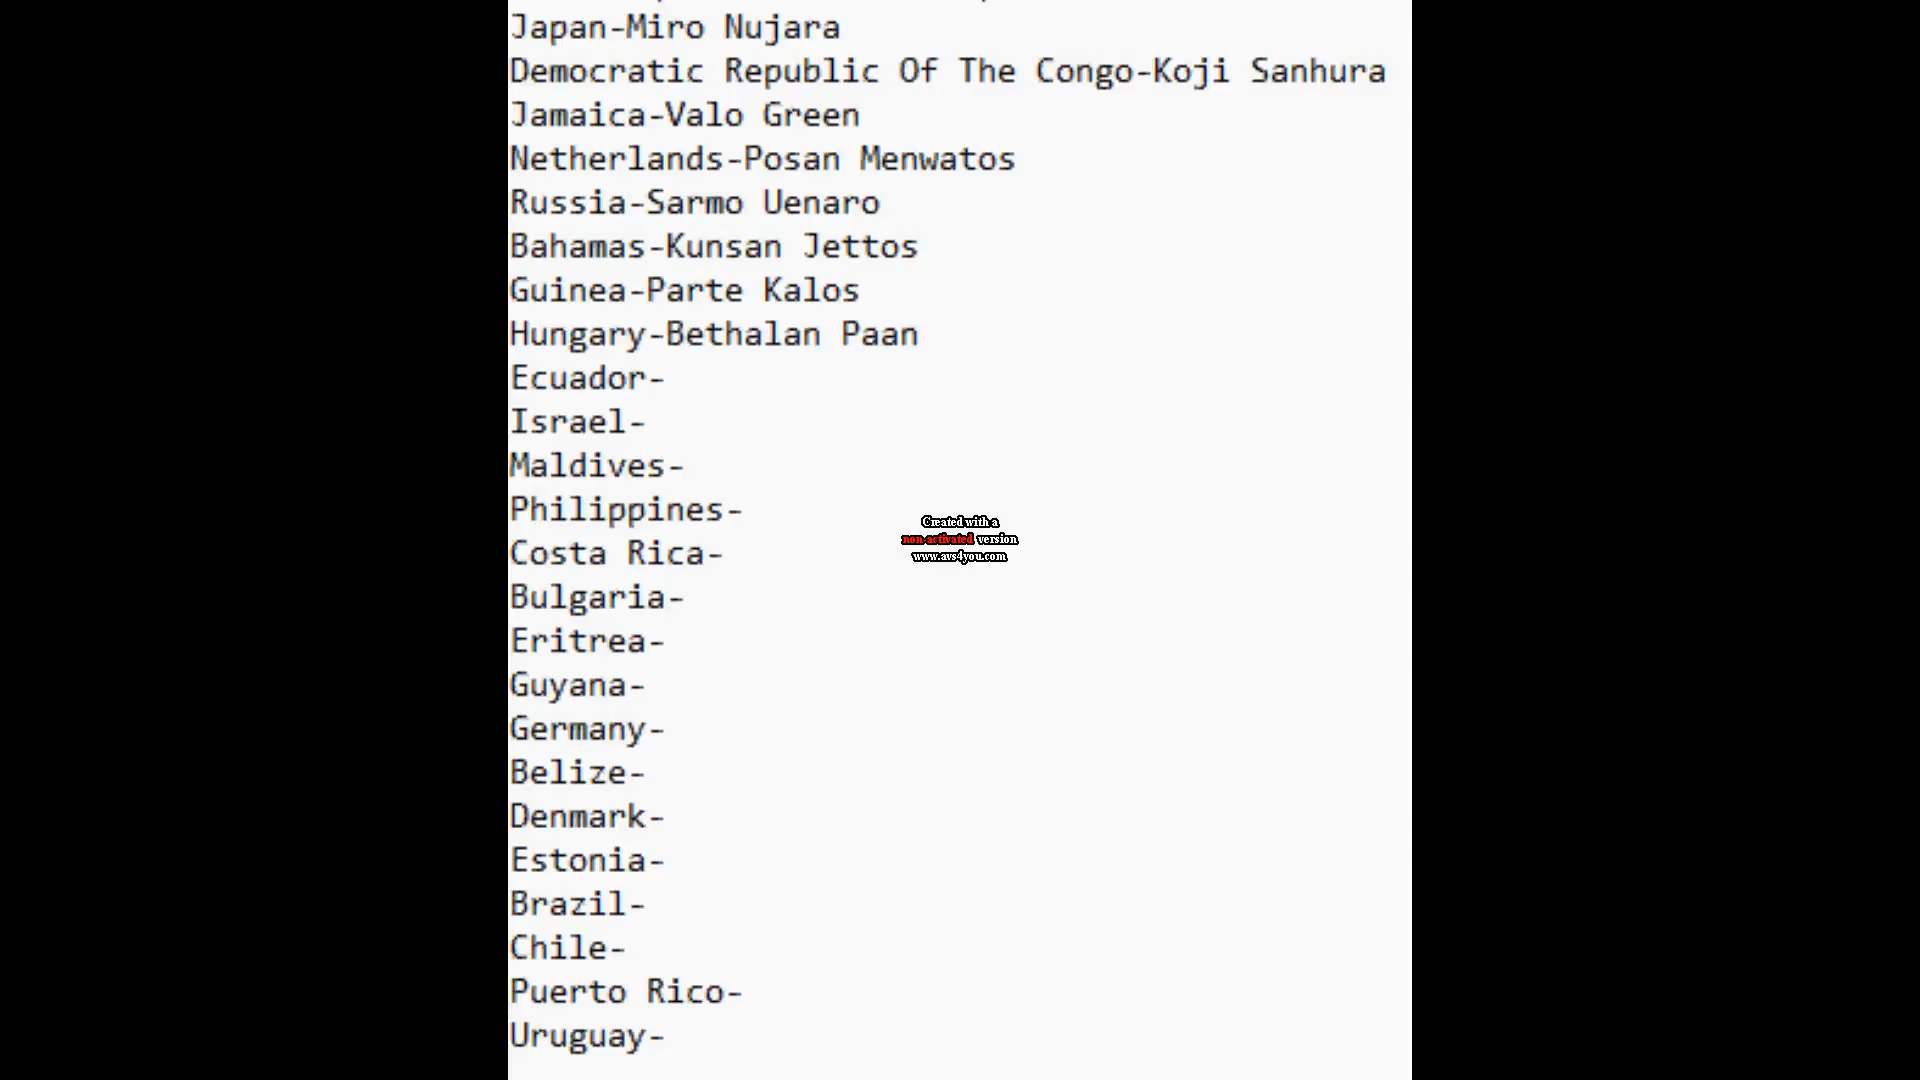 Japan-Miro Nujara
Democratic Republic Of The Congo-Koji Sanhura
Jamaica-Valo Green
Netherlands-Posan Menwatos
Russia-Sarmo Uenaro
Bahamas-Kunsan Jettos
Guinea-Parte Kalos
Hungary-Bethalan Paan
Ecuador-
Israel-
Maldives-
Philippines-
Costa Rica-
Bulgaria-
Eritrea-
Guyana-
Germany-
Belize-
Denmark-
Estonia-
Brazil-
Chile-
Puerto Rico-
Uruguay-
Created with a
non-activated version
www.avs4you.com